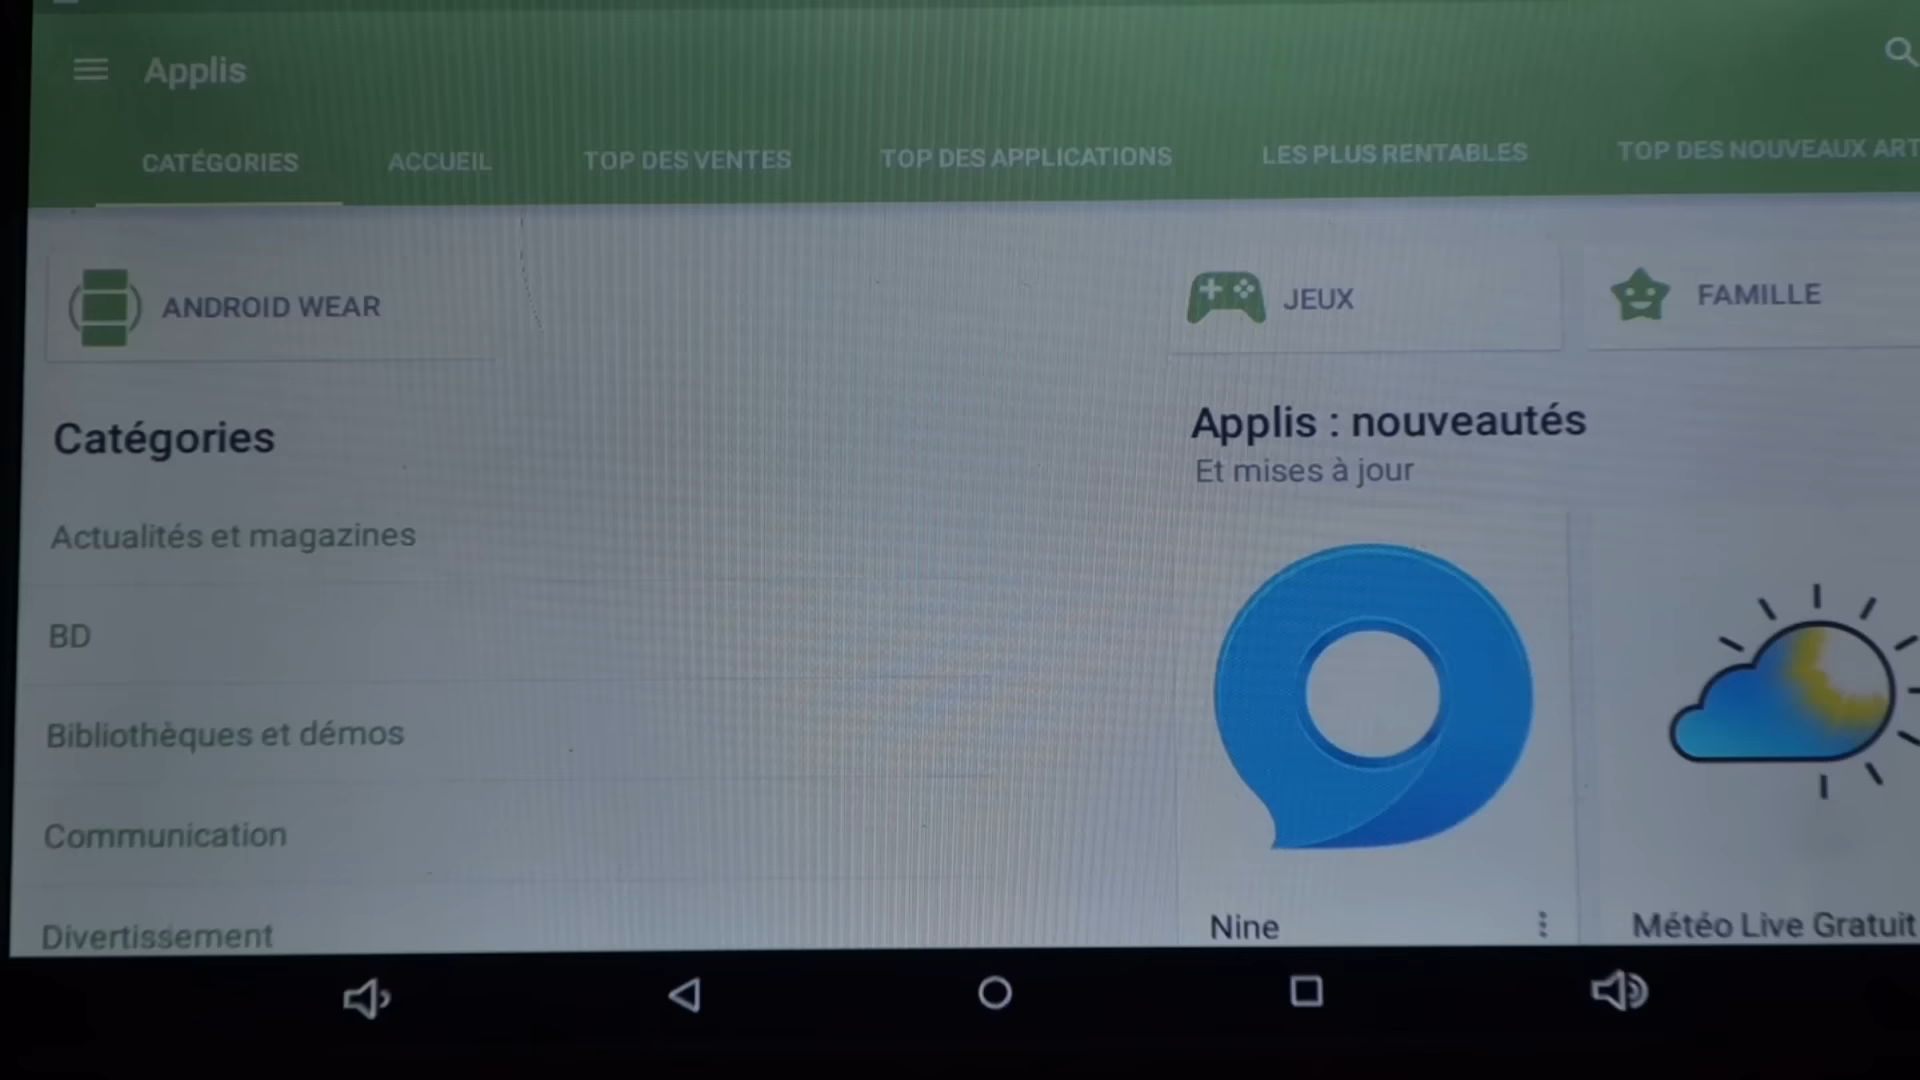 Applis
CATÉGORIES ACCUEIL TOP DES VENTES TOP DES APPLICATIONS LES PLUS RENTABLES TOP DES NOUVEAUX ART
ANDROID WEAR
JEUX
FAMILLE
Catégories
Actualités et magazines
BD
Bibliothèques et démos
Communication
Divertissement
Applis : nouveautés
Et mises à jour
Nine
Météo Live Gratuit